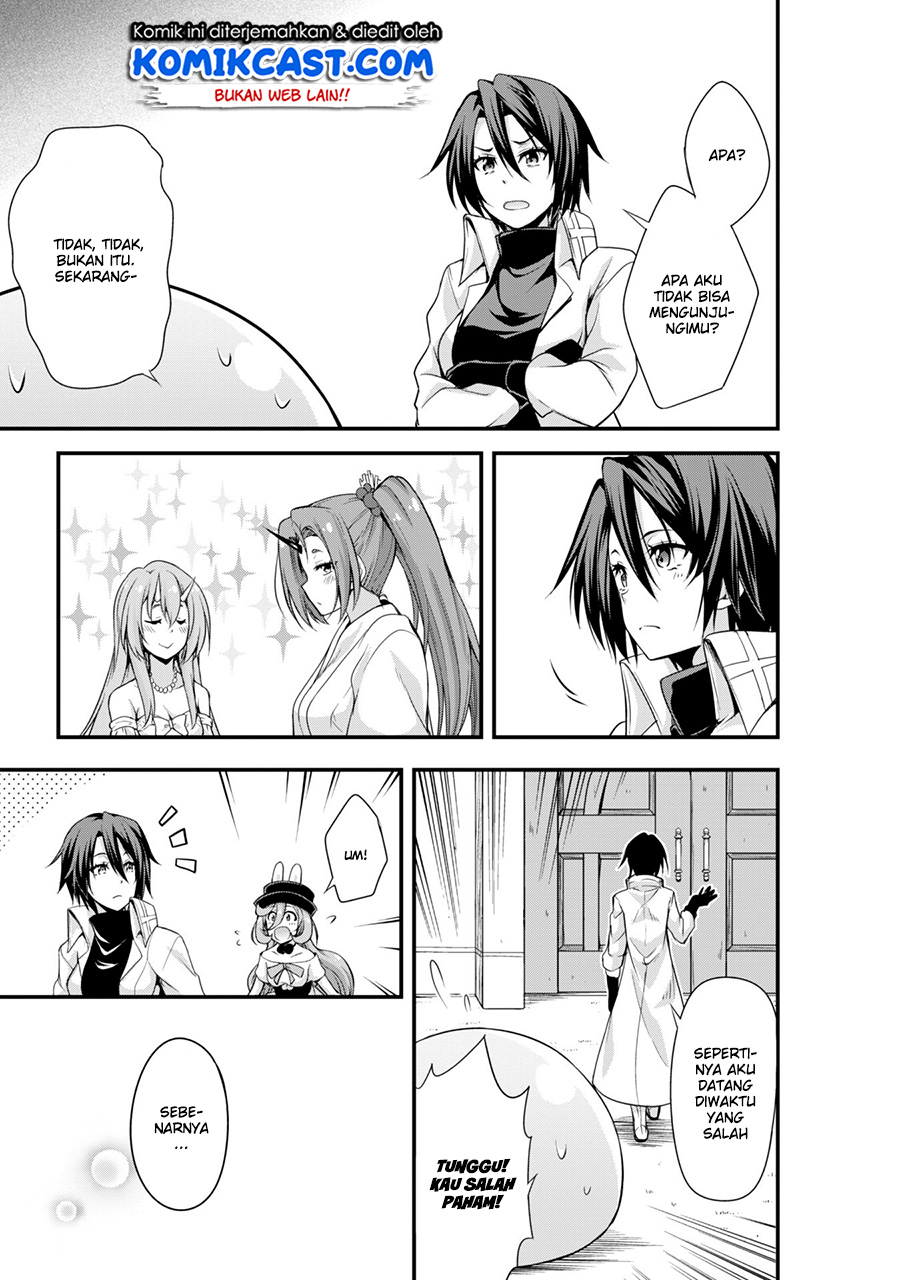 Komik ini diterjemahkan & diedit oleh
KOMIKCAST.COM
BUKAN WEB LAIN!!
APA?
APA AKU
TIDAK BISA
MENGUNJU-
NGIMU?
TIDAK, TIDAK,
BUKAN ITU.
SEKARANG-
UM!
SEPERTI-
NYA AKU
DATANG
DIWAKTU
YANG
SALAH
TUNGGU!
KAU SALAH
PAHAM!
SEBE-
NARNYA
...